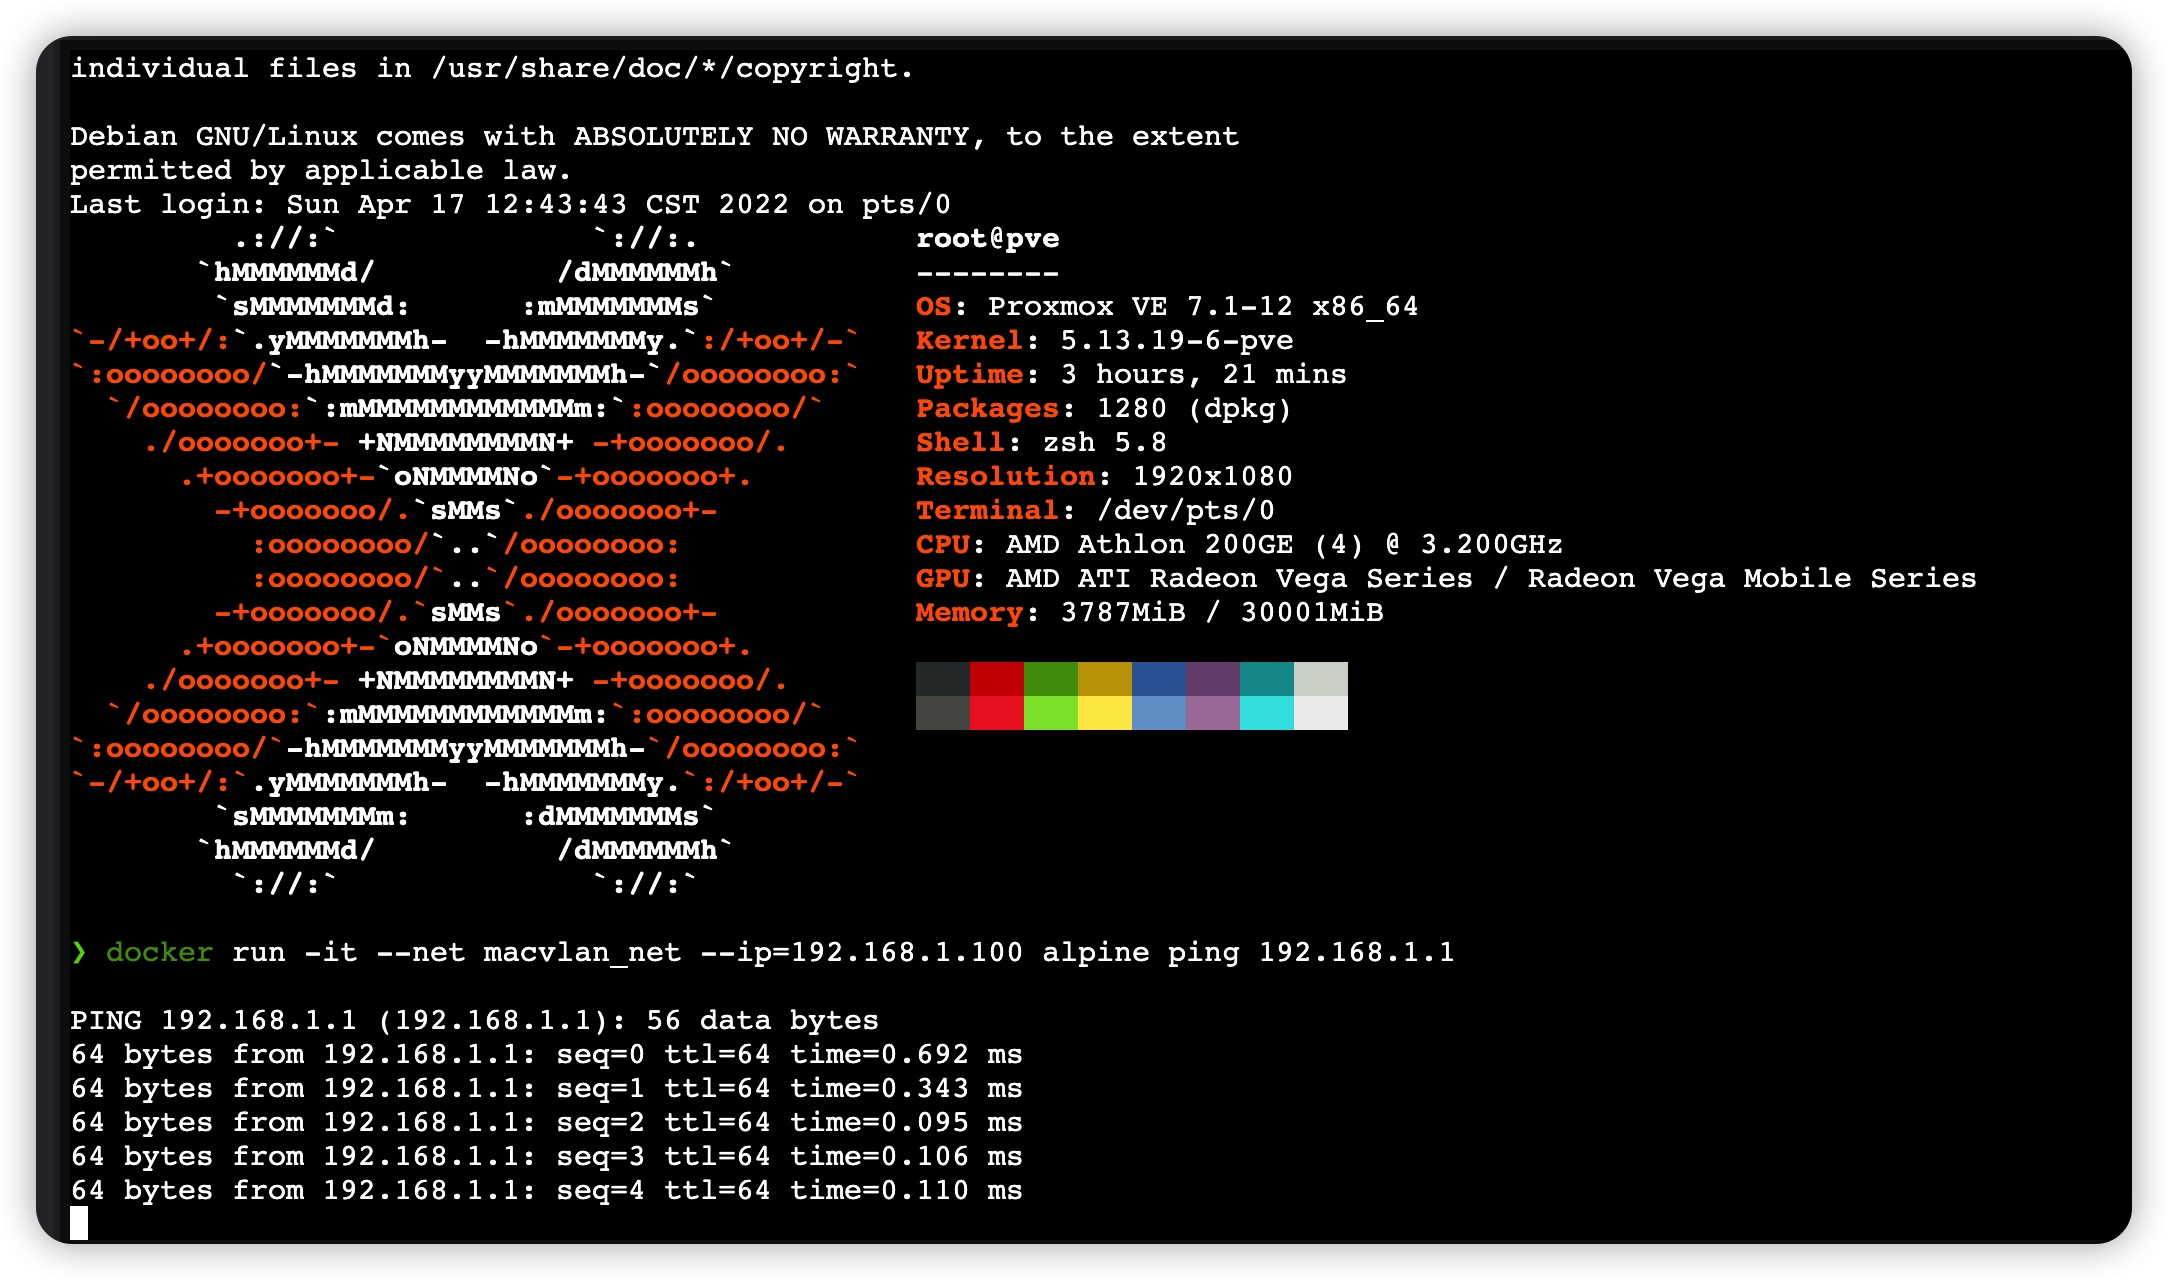 individual files in /usr/share/doc/*/copyright.
Debian GNU/Linux comes with ABSOLUTELY NO WARRANTY, to the extent
permitted by applicable law.
Last login: Sun Apr 17 12:43:43 CST 2022 on pts/0
         .://:`              `://:.            root@pve
       `hMMMMMMd/          /dMMMMMMh`          --------
        `sMMMMMMMd:      :mMMMMMMMs`           OS: Proxmox VE 7.1-12 x86_64
`-/+oo+/:`.yMMMMMMMh-  -hMMMMMMMy.`:/+oo+/-`   Kernel: 5.13.19-6-pve
`:oooooooo/`-hMMMMMMMyyMMMMMMMh-`/oooooooo:`   Uptime: 3 hours, 21 mins
  `/oooooooo:`:mMMMMMMMMMMMMm:`:oooooooo/`     Packages: 1280 (dpkg)
    ./ooooooo+- +NMMMMMMMMN+ -+ooooooo/.       Shell: zsh 5.8
      .+ooooooo+-`oNMMMMNo`-+ooooooo+.         Resolution: 1920x1080
        -+ooooooo/.`sMMs`./ooooooo+-           Terminal: /dev/pts/0
          :oooooooo/`..`/oooooooo:             CPU: AMD Athlon 200GE (4) @ 3.200GHz
          :oooooooo/`..`/oooooooo:             GPU: AMD ATI Radeon Vega Series / Radeon Vega Mobile Series
        -+ooooooo/.`sMMs`./ooooooo+-           Memory: 3787MiB / 30001MiB
      .+ooooooo+-`oNMMMMNo`-+ooooooo+.
    ./ooooooo+- +NMMMMMMMMN+ -+ooooooo/.
  `/oooooooo:`:mMMMMMMMMMMMMm:`:oooooooo/`
`:oooooooo/`-hMMMMMMMyyMMMMMMMh-`/oooooooo:`
`-/+oo+/:`.yMMMMMMMh-  -hMMMMMMMy.`:/+oo+/-`
        `sMMMMMMMm:      :dMMMMMMMs`
       `hMMMMMMd/          /dMMMMMMh`
         `://:`              `://:`
❯ docker run -it --net macvlan_net --ip=192.168.1.100 alpine ping 192.168.1.1
PING 192.168.1.1 (192.168.1.1): 56 data bytes
64 bytes from 192.168.1.1: seq=0 ttl=64 time=0.692 ms
64 bytes from 192.168.1.1: seq=1 ttl=64 time=0.343 ms
64 bytes from 192.168.1.1: seq=2 ttl=64 time=0.095 ms
64 bytes from 192.168.1.1: seq=3 ttl=64 time=0.106 ms
64 bytes from 192.168.1.1: seq=4 ttl=64 time=0.110 ms